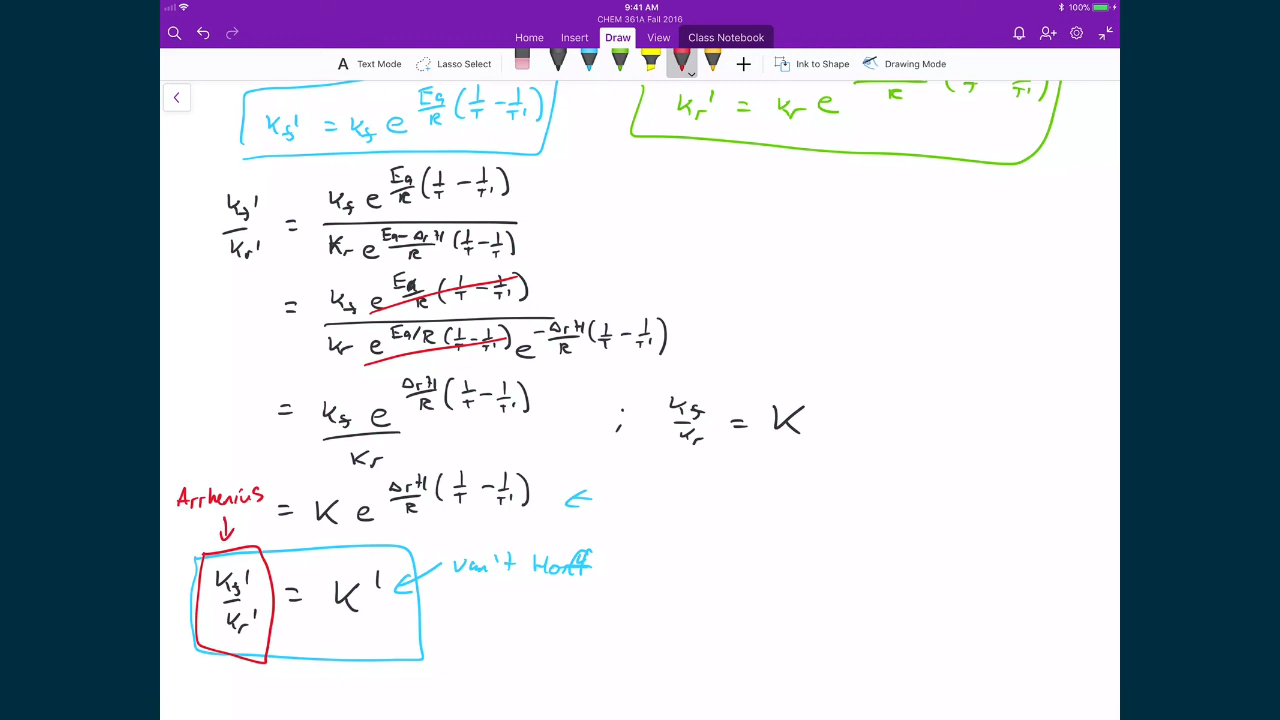 9:41 AM
100%
CHEM 361A Fall 2016
Home Insert Draw View Class Notebook
A Text Mode Lasso Select Ink to Shape Drawing Mode
kf' = kf e^(Ea/R (1/T − 1/T'))
kr' = kr e
kf'/kr' = kf e^(Ea/R (1/T − 1/T')) / kr e^(Ea−ΔrH/R (1/T − 1/T))
= kf e^(Ea/R (1/T − 1/T')) / kr e^(Ea/R (1/T − 1/T')) e^(−ΔrH/R (1/T − 1/T'))
= kf/kr e^(ΔrH/R (1/T − 1/T')) ; kf/kr = K
Arrhenius
= K e^(ΔrH/R (1/T − 1/T')) ←
kf'/kr' = K' van't Hoff